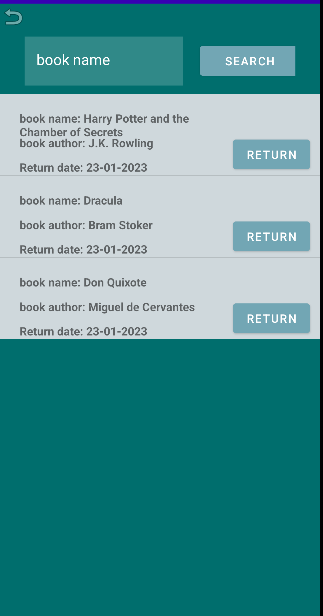 book name
SEARCH
book name: Harry Potter and the
Chamber of Secrets
book author: J.K. Rowling
RETURN
Return date: 23-01-2023
book name: Dracula
book author: Bram Stoker
RETURN
Return date: 23-01-2023
book name: Don Quixote
book author: Miguel de Cervantes
RETURN
Return date: 23-01-2023